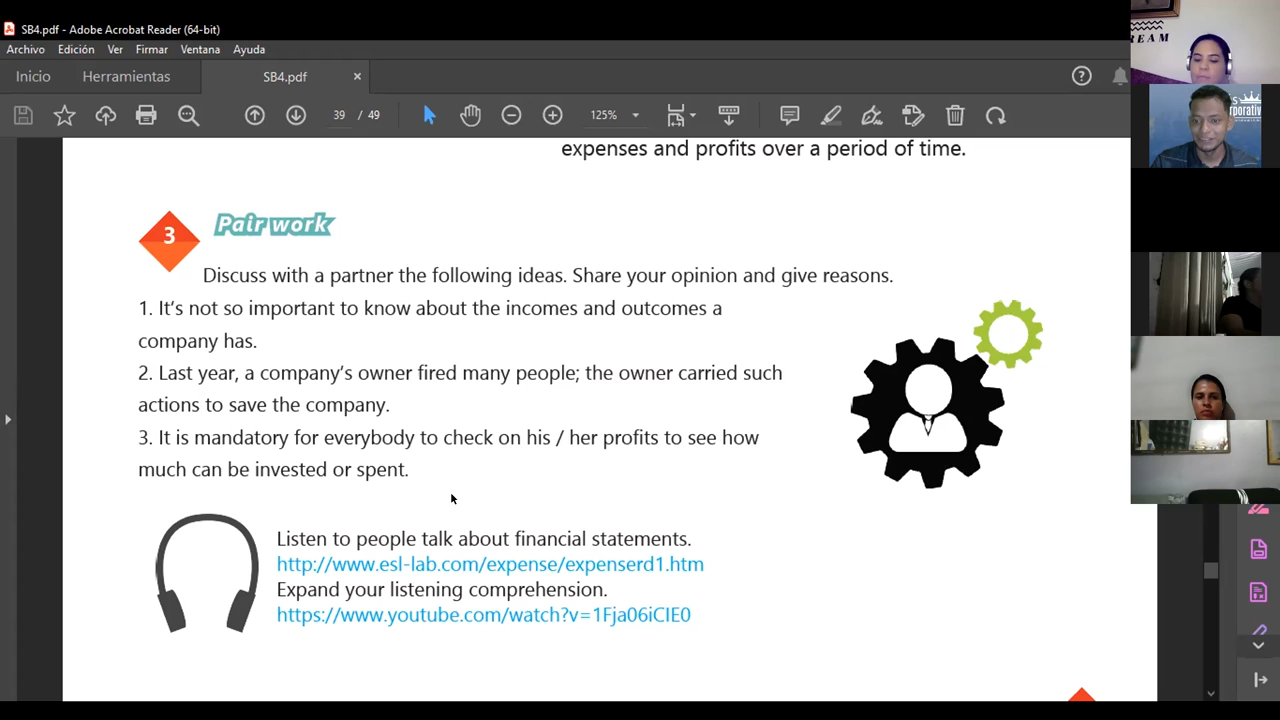 SB4.pdf - Adobe Acrobat Reader (64-bit)
Archivo Edición Ver Firmar Ventana Ayuda
Inicio Herramientas SB4.pdf
39 / 49 125%
expenses and profits over a period of time.
3 Pair work
Discuss with a partner the following ideas. Share your opinion and give reasons.
1. It's not so important to know about the incomes and outcomes a
company has.
2. Last year, a company's owner fired many people; the owner carried such
actions to save the company.
3. It is mandatory for everybody to check on his / her profits to see how
much can be invested or spent.
Listen to people talk about financial statements.
http://www.esl-lab.com/expense/expenserd1.htm
Expand your listening comprehension.
https://www.youtube.com/watch?v=1Fja06iCIE0